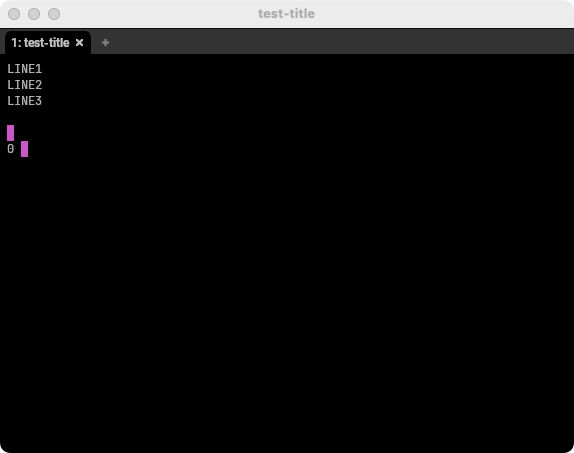 test-title
1: test-title × +
LINE1
LINE2
LINE3
0